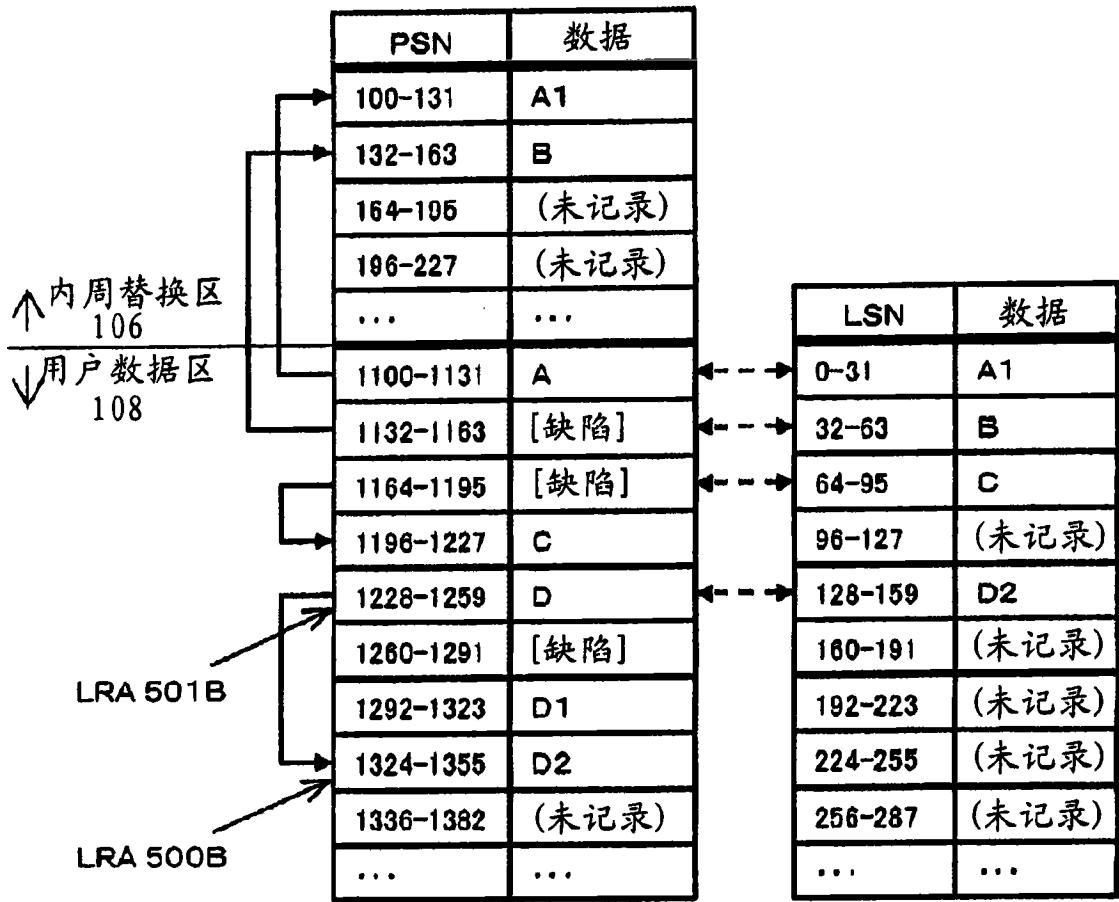 PSN 数据
100-131 A1
132-163 B
164-195 (未记录)
196-227 (未记录)
... ...
1100-1131 A
1132-1163 [缺陷]
1164-1195 [缺陷]
1196-1227 C
1228-1259 D
1260-1291 [缺陷]
1292-1323 D1
1324-1355 D2
1336-1382 (未记录)
... ...
内周替换区
106
用户数据区
108
LRA 501B
LRA 500B
LSN 数据
0-31 A1
32-63 B
64-95 C
96-127 (未记录)
128-159 D2
160-191 (未记录)
192-223 (未记录)
224-255 (未记录)
256-287 (未记录)
... ...